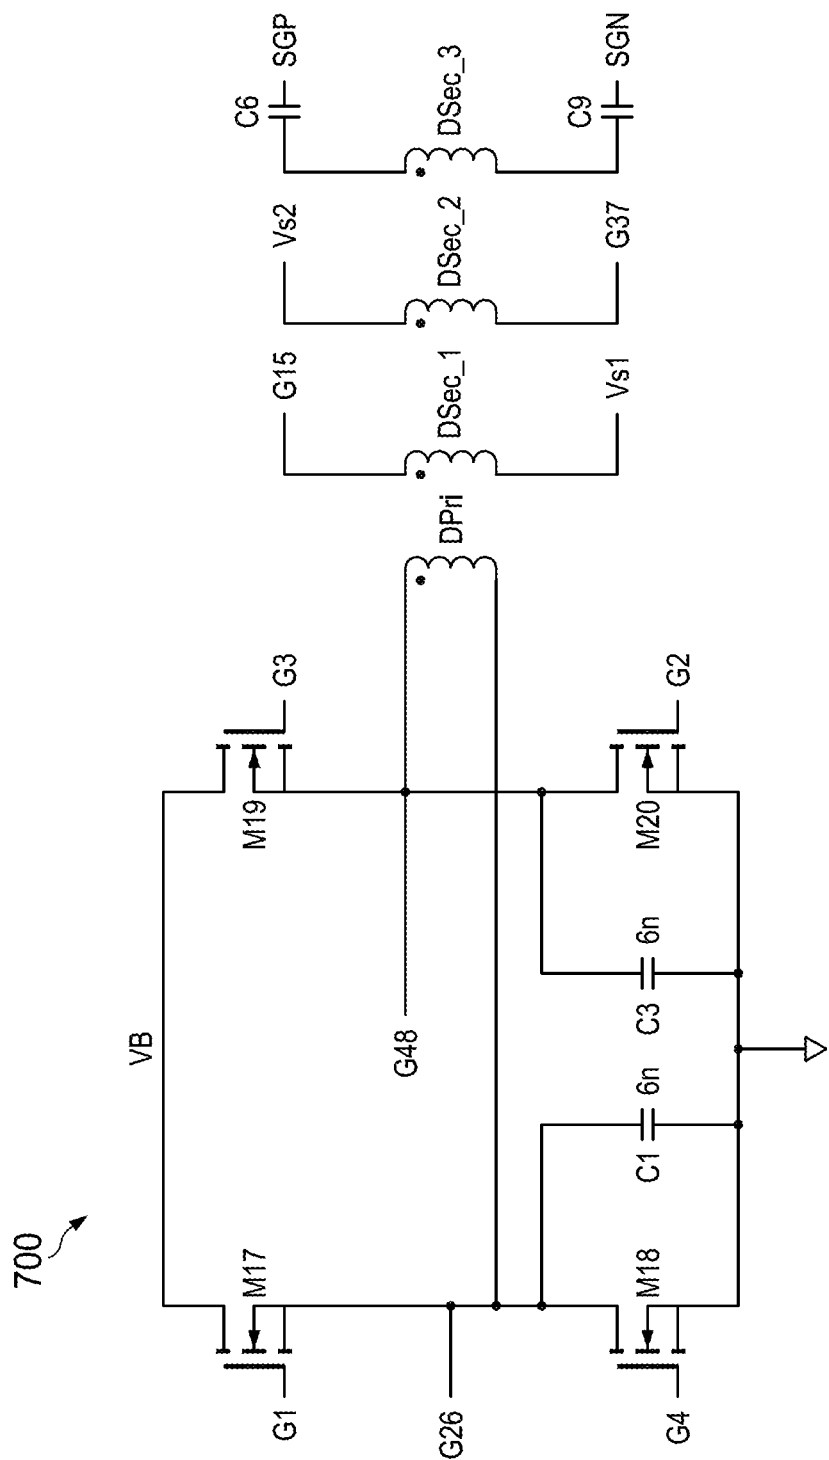 700
VB
G1
M17
G3
M19
G26
G48
G4
M18
C1
6n
C3
6n
G2
M20
DPri
G15
DSec_1
Vs1
Vs2
DSec_2
G37
SGP
C6
DSec_3
C9
SGN